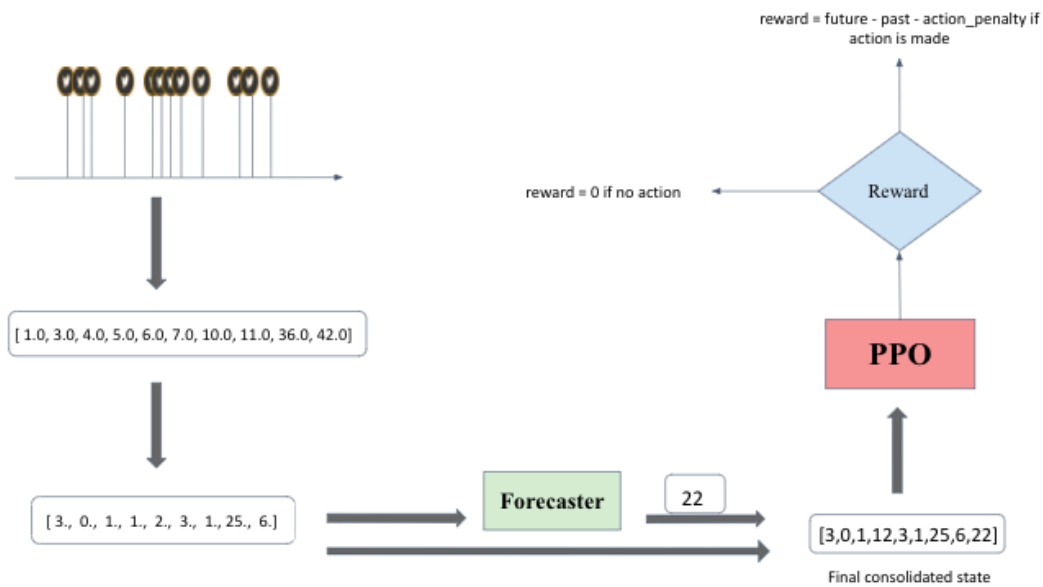 reward = future - past - action_penalty if
action is made
reward = 0 if no action
Reward
[ 1.0, 3.0, 4.0, 5.0, 6.0, 7.0, 10.0, 11.0, 36.0, 42.0]
PPO
[ 3., 0., 1., 1., 2., 3., 1., 25., 6.]
Forecaster
22
[3,0,1,12,3,1,25,6,22]
Final consolidated state